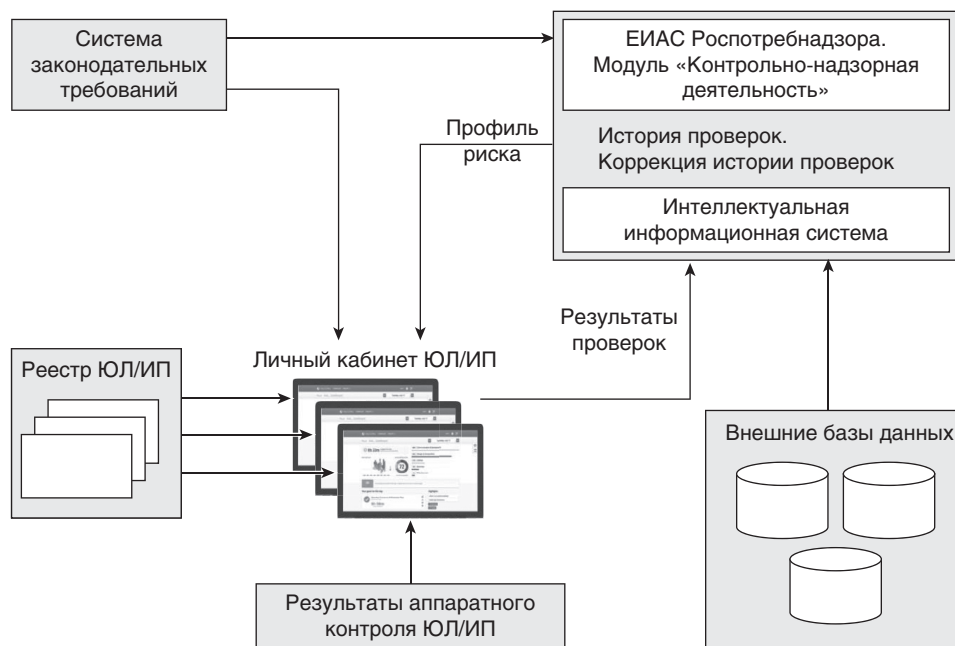 Система
законодательных
требований
ЕИАС Роспотребнадзора.
Модуль «Контрольно-надзорная
деятельность»
Профиль
риска
История проверок.
Коррекция истории проверок
Интеллектуальная
информационная система
Результаты
проверок
Реестр ЮЛ/ИП
Личный кабинет ЮЛ/ИП
Внешние базы данных
Результаты аппаратного
контроля ЮЛ/ИП